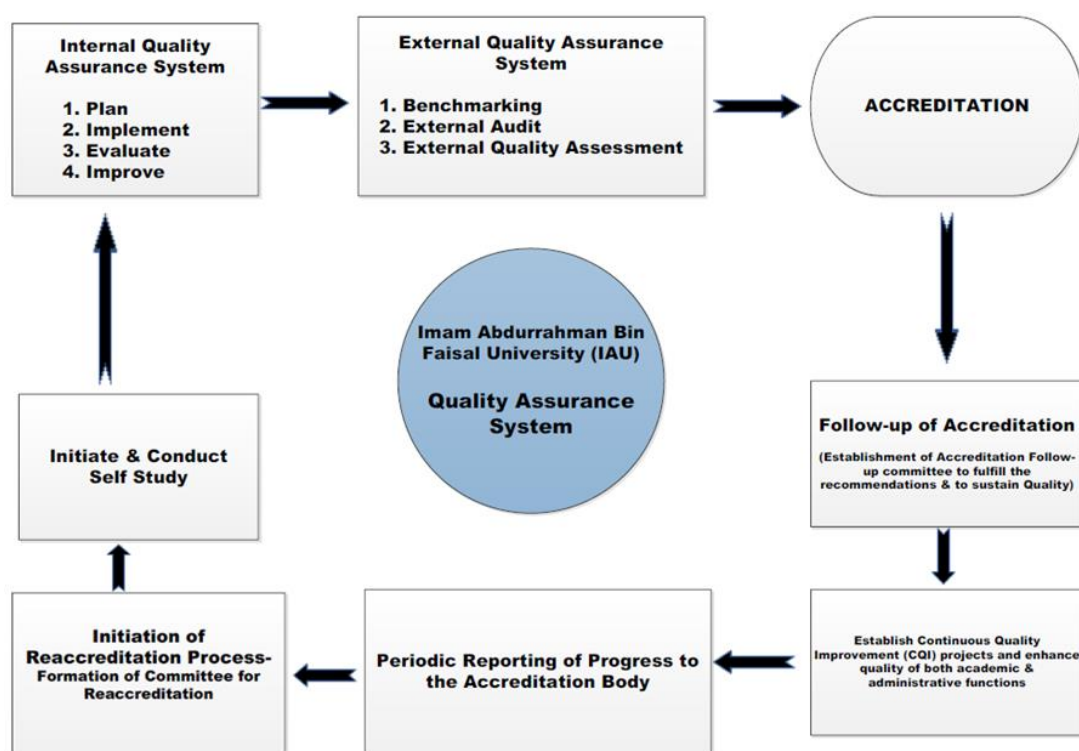 Internal Quality
Assurance System
1. Plan
2. Implement
3. Evaluate
4. Improve
External Quality Assurance
System
1. Benchmarking
2. External Audit
3. External Quality Assessment
ACCREDITATION
Imam Abdurrahman Bin
Faisal University (IAU)
Quality Assurance
System
Follow-up of Accreditation
(Establishment of Accreditation Follow-
up committee to fulfill the
recommendations & to sustain Quality)
Initiate & Conduct
Self Study
Initiation of
Reaccreditation Process-
Formation of Committee for
Reaccreditation
Periodic Reporting of Progress to
the Accreditation Body
Establish Continuous Quality
Improvement (CQI) projects and enhance
quality of both academic &
administrative functions